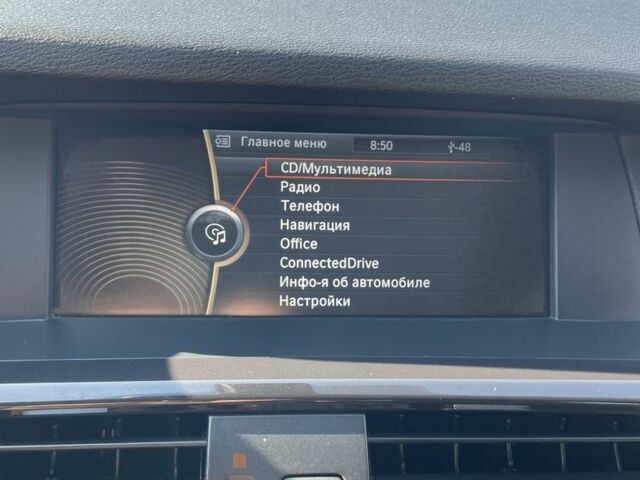 Главное меню 8:50 -48
CD/Мультимедиа
Радио
Телефон
Навигация
Office
ConnectedDrive
Инфо-я об автомобиле
Настройки